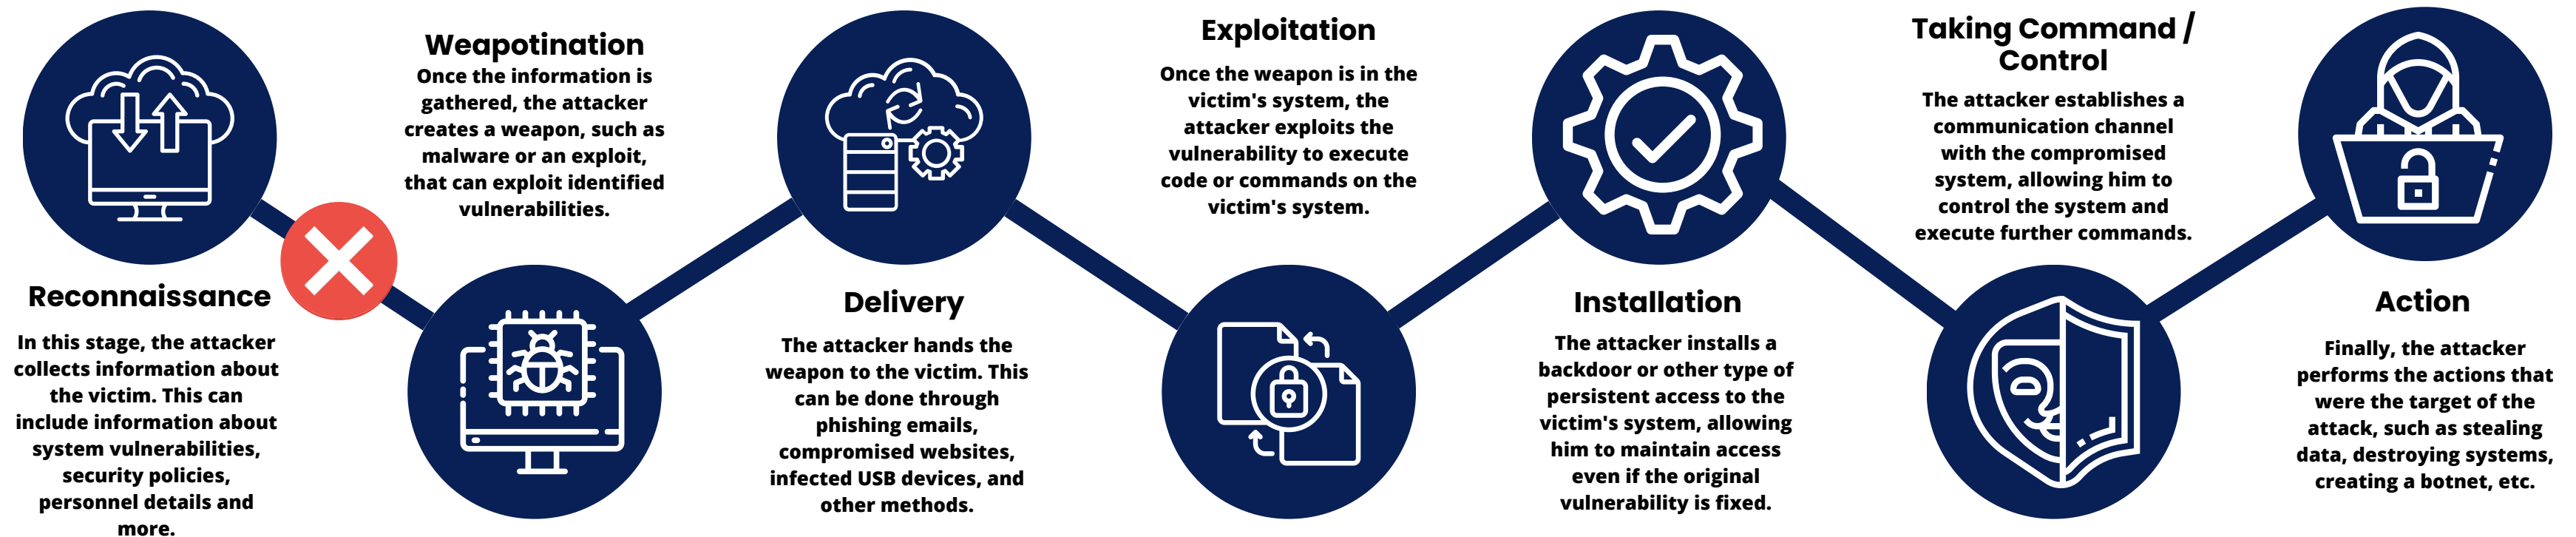 Reconnaissance
In this stage, the attacker
collects information about
the victim. This can
include information about
system vulnerabilities,
security policies,
personnel details and
more.
Weapotination
Once the information is
gathered, the attacker
creates a weapon, such as
malware or an exploit,
that can exploit identified
vulnerabilities.
Delivery
The attacker hands the
weapon to the victim. This
can be done through
phishing emails,
compromised websites,
infected USB devices, and
other methods.
Exploitation
Once the weapon is in the
victim's system, the
attacker exploits the
vulnerability to execute
code or commands on the
victim's system.
Installation
The attacker installs a
backdoor or other type of
persistent access to the
victim's system, allowing
him to maintain access
even if the original
vulnerability is fixed.
Taking Command /
Control
The attacker establishes a
communication channel
with the compromised
system, allowing him to
control the system and
execute further commands.
Action
Finally, the attacker
performs the actions that
were the target of the
attack, such as stealing
data, destroying systems,
creating a botnet, etc.